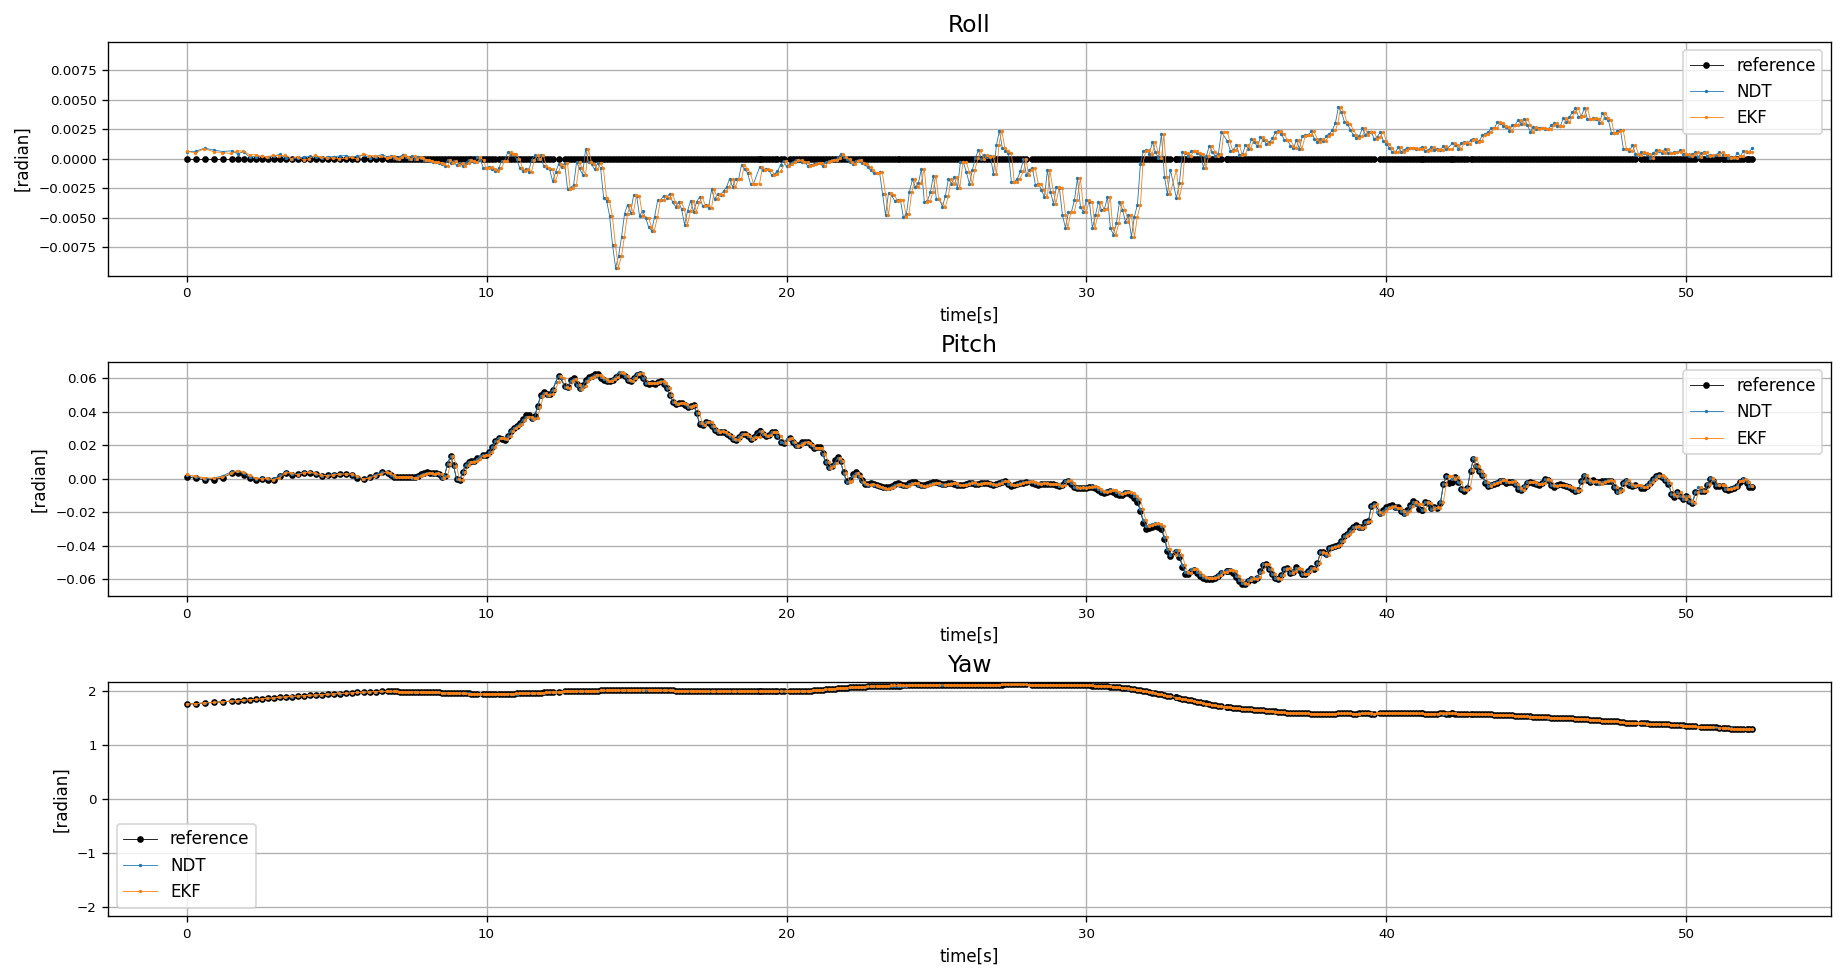 Roll
0.0075
0.0050
0.0025
0.0000
−0.0025
−0.0050
−0.0075
[radian]
reference
NDT
EKF
0 10 20 30 40 50
time[s]
Pitch
0.06
0.04
0.02
0.00
−0.02
−0.04
−0.06
[radian]
reference
NDT
EKF
0 10 20 30 40 50
time[s]
Yaw
2
1
0
−1
−2
[radian]
reference
NDT
EKF
0 10 20 30 40 50
time[s]